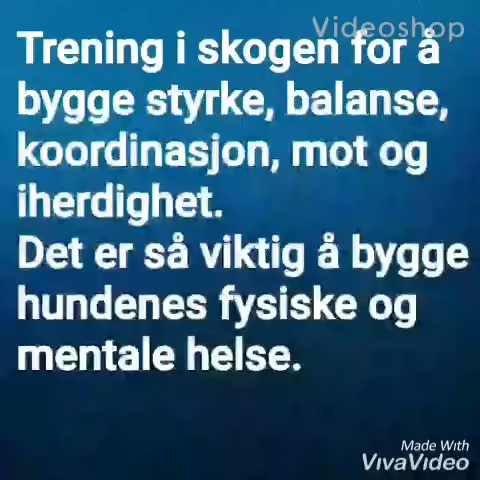 Videoshop
Trening i skogen for å
bygge styrke, balanse,
koordinasjon, mot og
iherdighet.
Det er så viktig å bygge
hundenes fysiske og
mentale helse.
Made With
VivaVideo